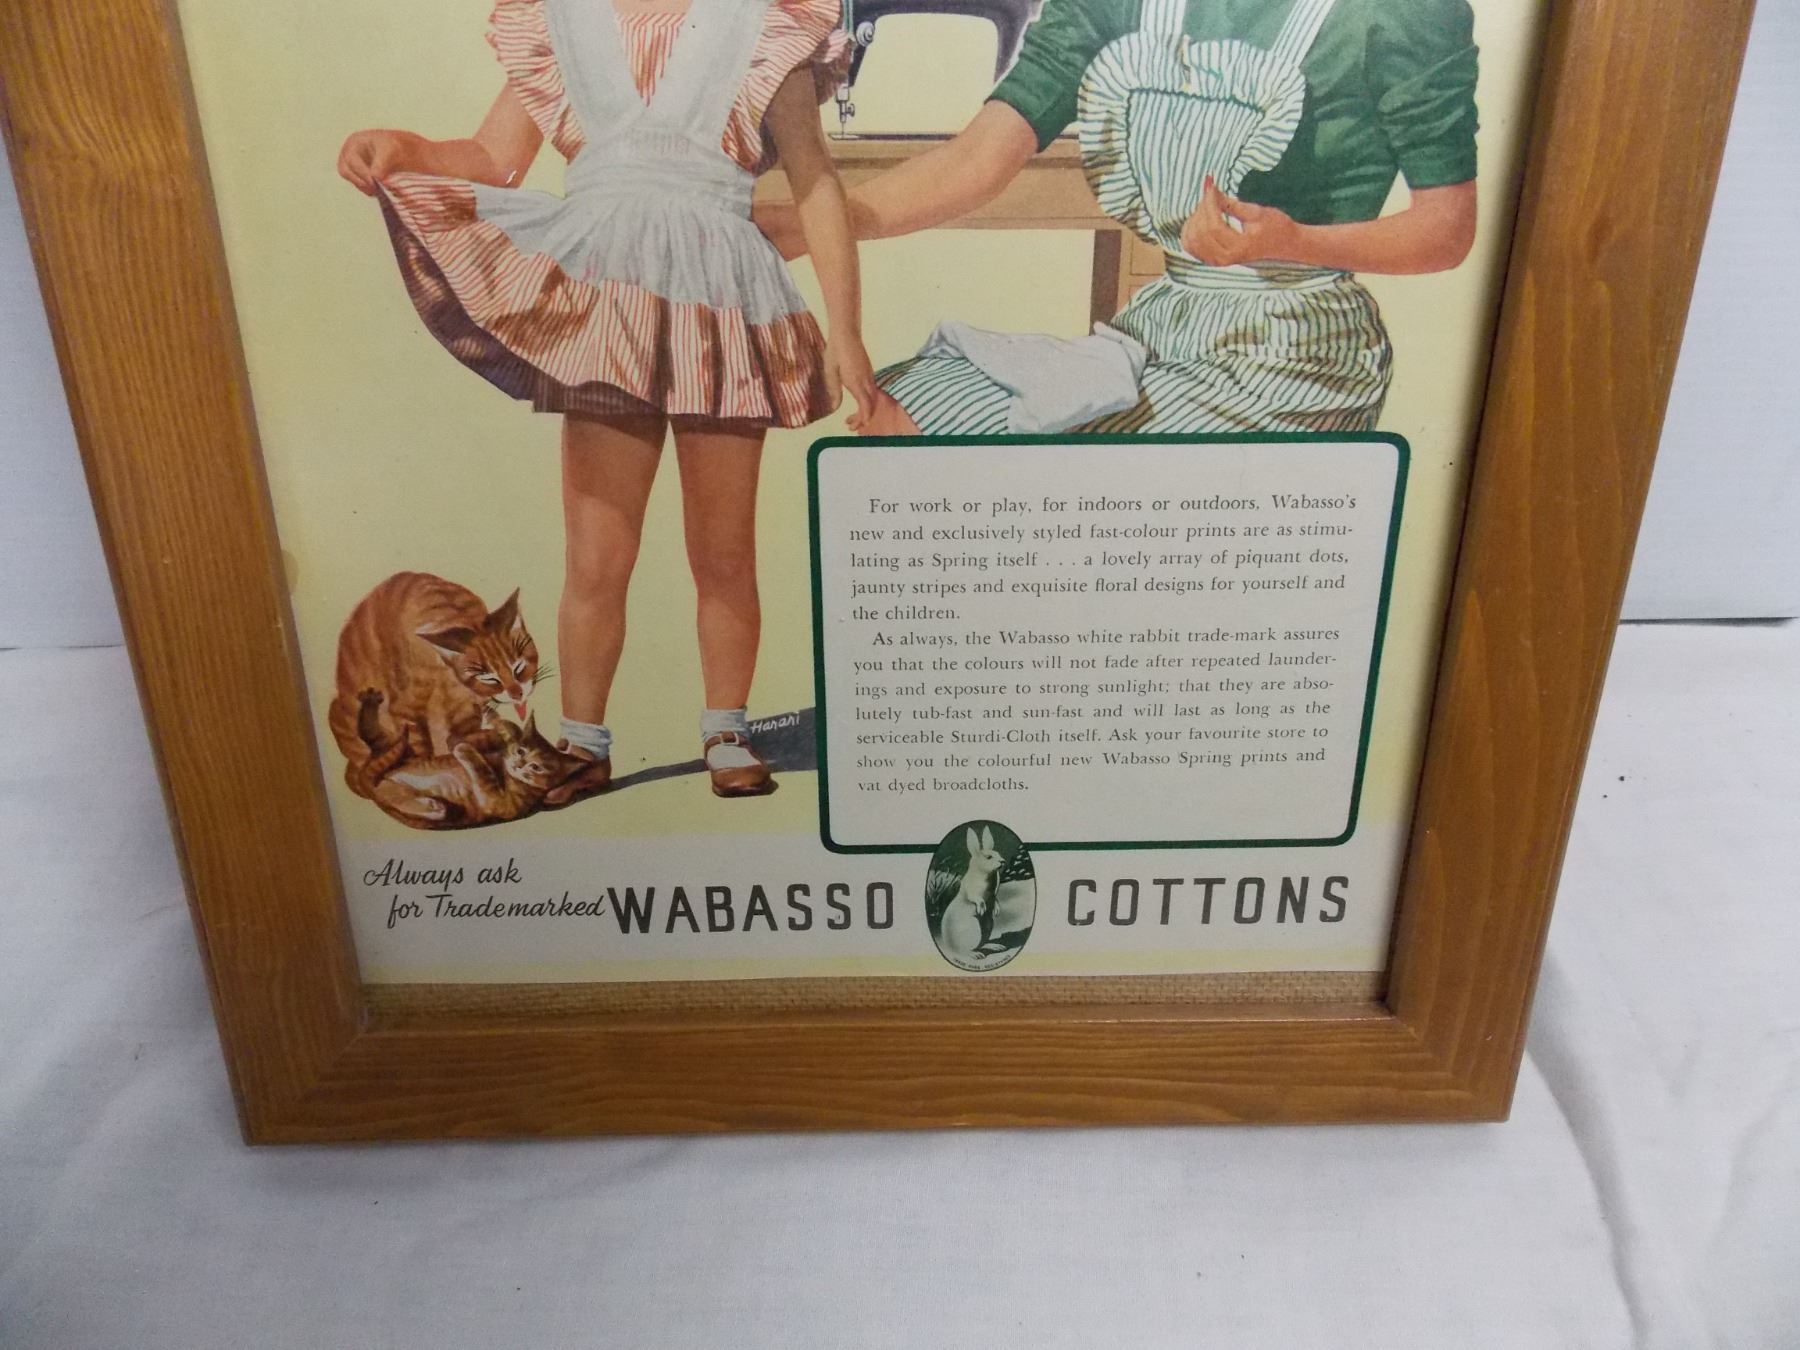 Harari
For work or play, for indoors or outdoors, Wabasso's
new and exclusively styled fast-colour prints are as stimu-
lating as Spring itself . . . a lovely array of piquant dots,
jaunty stripes and exquisite floral designs for yourself and
the children.
As always, the Wabasso white rabbit trade-mark assures
you that the colours will not fade after repeated launder-
ings and exposure to strong sunlight; that they are abso-
lutely tub-fast and sun-fast and will last as long as the
serviceable Sturdi-Cloth itself. Ask your favourite store to
show you the colourful new Wabasso Spring prints and
vat dyed broadcloths.
Always ask
for Trademarked WABASSO COTTONS
TRADE MARK REGISTERED